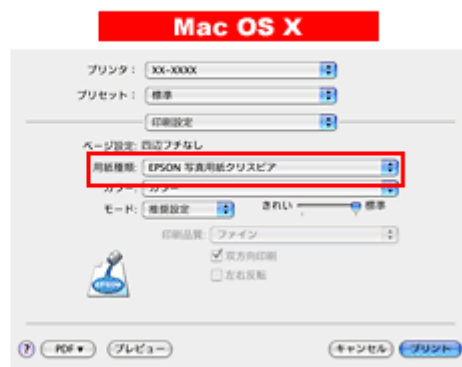 Mac OS X
プリンタ： XX-XXXX
プリセット： 標準
印刷設定
ページ設定: 四辺フチなし
用紙種類: EPSON 写真用紙クリスピア
カラー: カラー
モード: 推奨設定 きれい 標準
印刷品質: ファイン
双方向印刷
左右反転
EPSON
? PDF▼ プレビュー キャンセル プリント